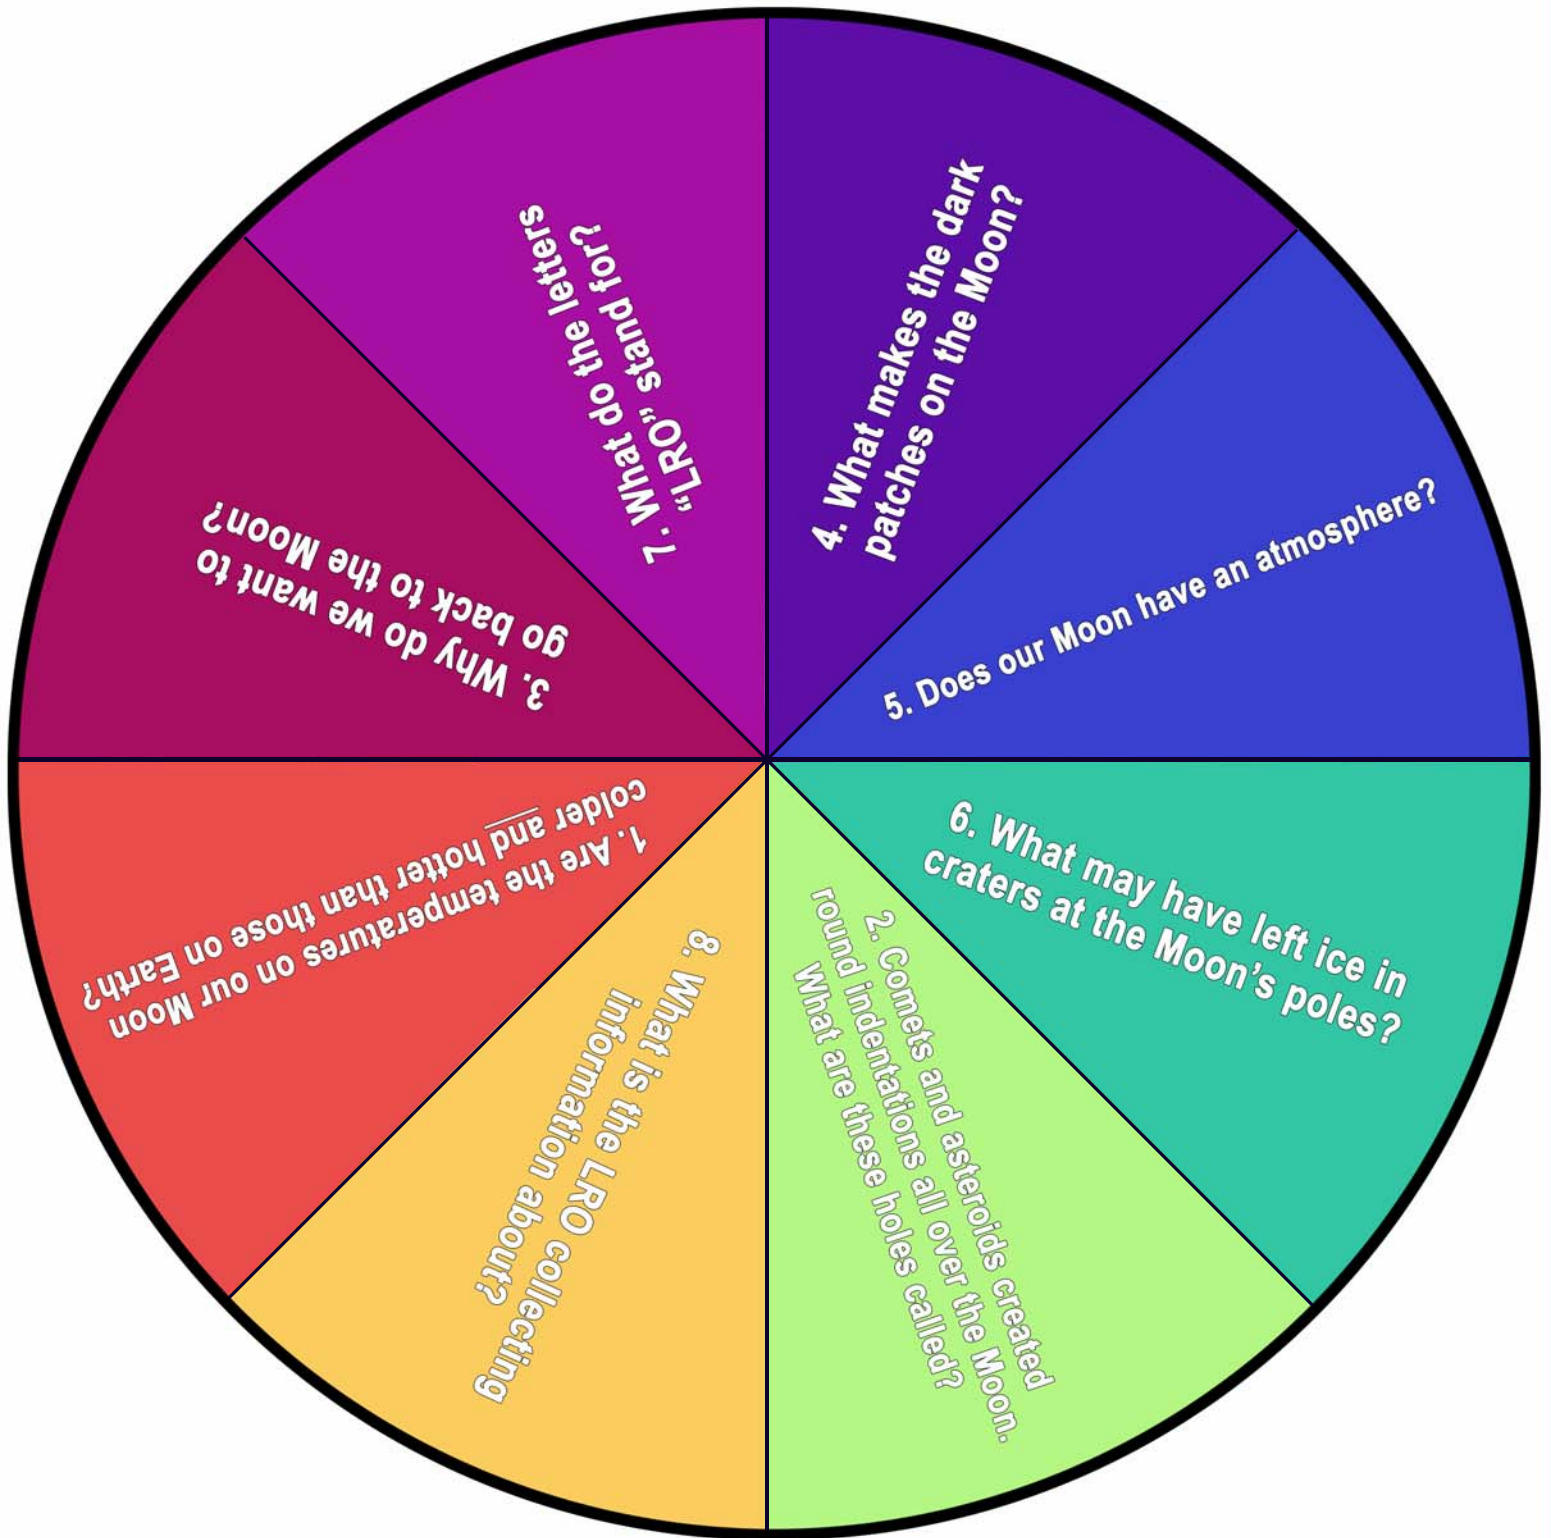 4. What makes the dark
patches on the Moon?
5. Does our Moon have an atmosphere?
6. What may have left ice in
craters at the Moon’s poles?
2. Comets and asteroids created
round indentations all over the Moon.
What are these holes called?
8. What is the LRO collecting
information about?
1. Are the temperatures on our Moon
colder and hotter than those on Earth?
3. Why do we want to
go back to the Moon?
7. What do the letters
“LRO” stand for?